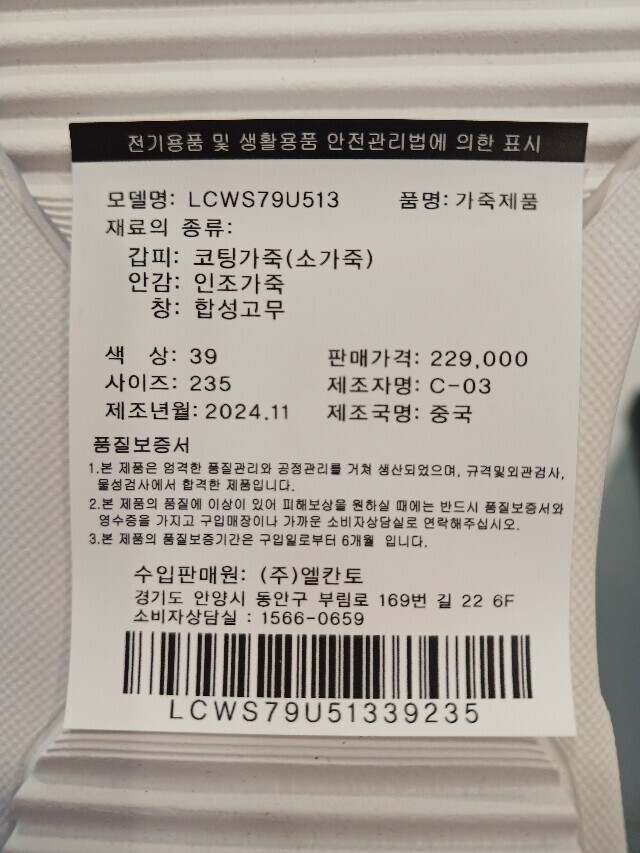 전기용품 및 생활용품 안전관리법에 의한 표시
모델명: LCWS79U513 품명: 가죽제품
재료의 종류:
갑피: 코팅가죽(소가죽)
안감: 인조가죽
창: 합성고무
색 상: 39 판매가격: 229,000
사이즈: 235 제조자명: C-03
제조년월: 2024.11 제조국명: 중국
품질보증서
1.본 제품은 엄격한 품질관리와 공정관리를 거쳐 생산되었으며, 규격및외관검사,
물성검사에서 합격한 제품입니다.
2.본 제품의 품질에 이상이 있어 피해보상을 원하실 때에는 반드시 품질보증서와
영수증을 가지고 구입매장이나 가까운 소비자상담실로 연락해주십시오.
3.본 제품의 품질보증기간은 구입일로부터 6개월 입니다.
수입판매원: (주)엘칸토
경기도 안양시 동안구 부림로 169번 길 22 6F
소비자상담실 : 1566-0659
LCWS79U51339235